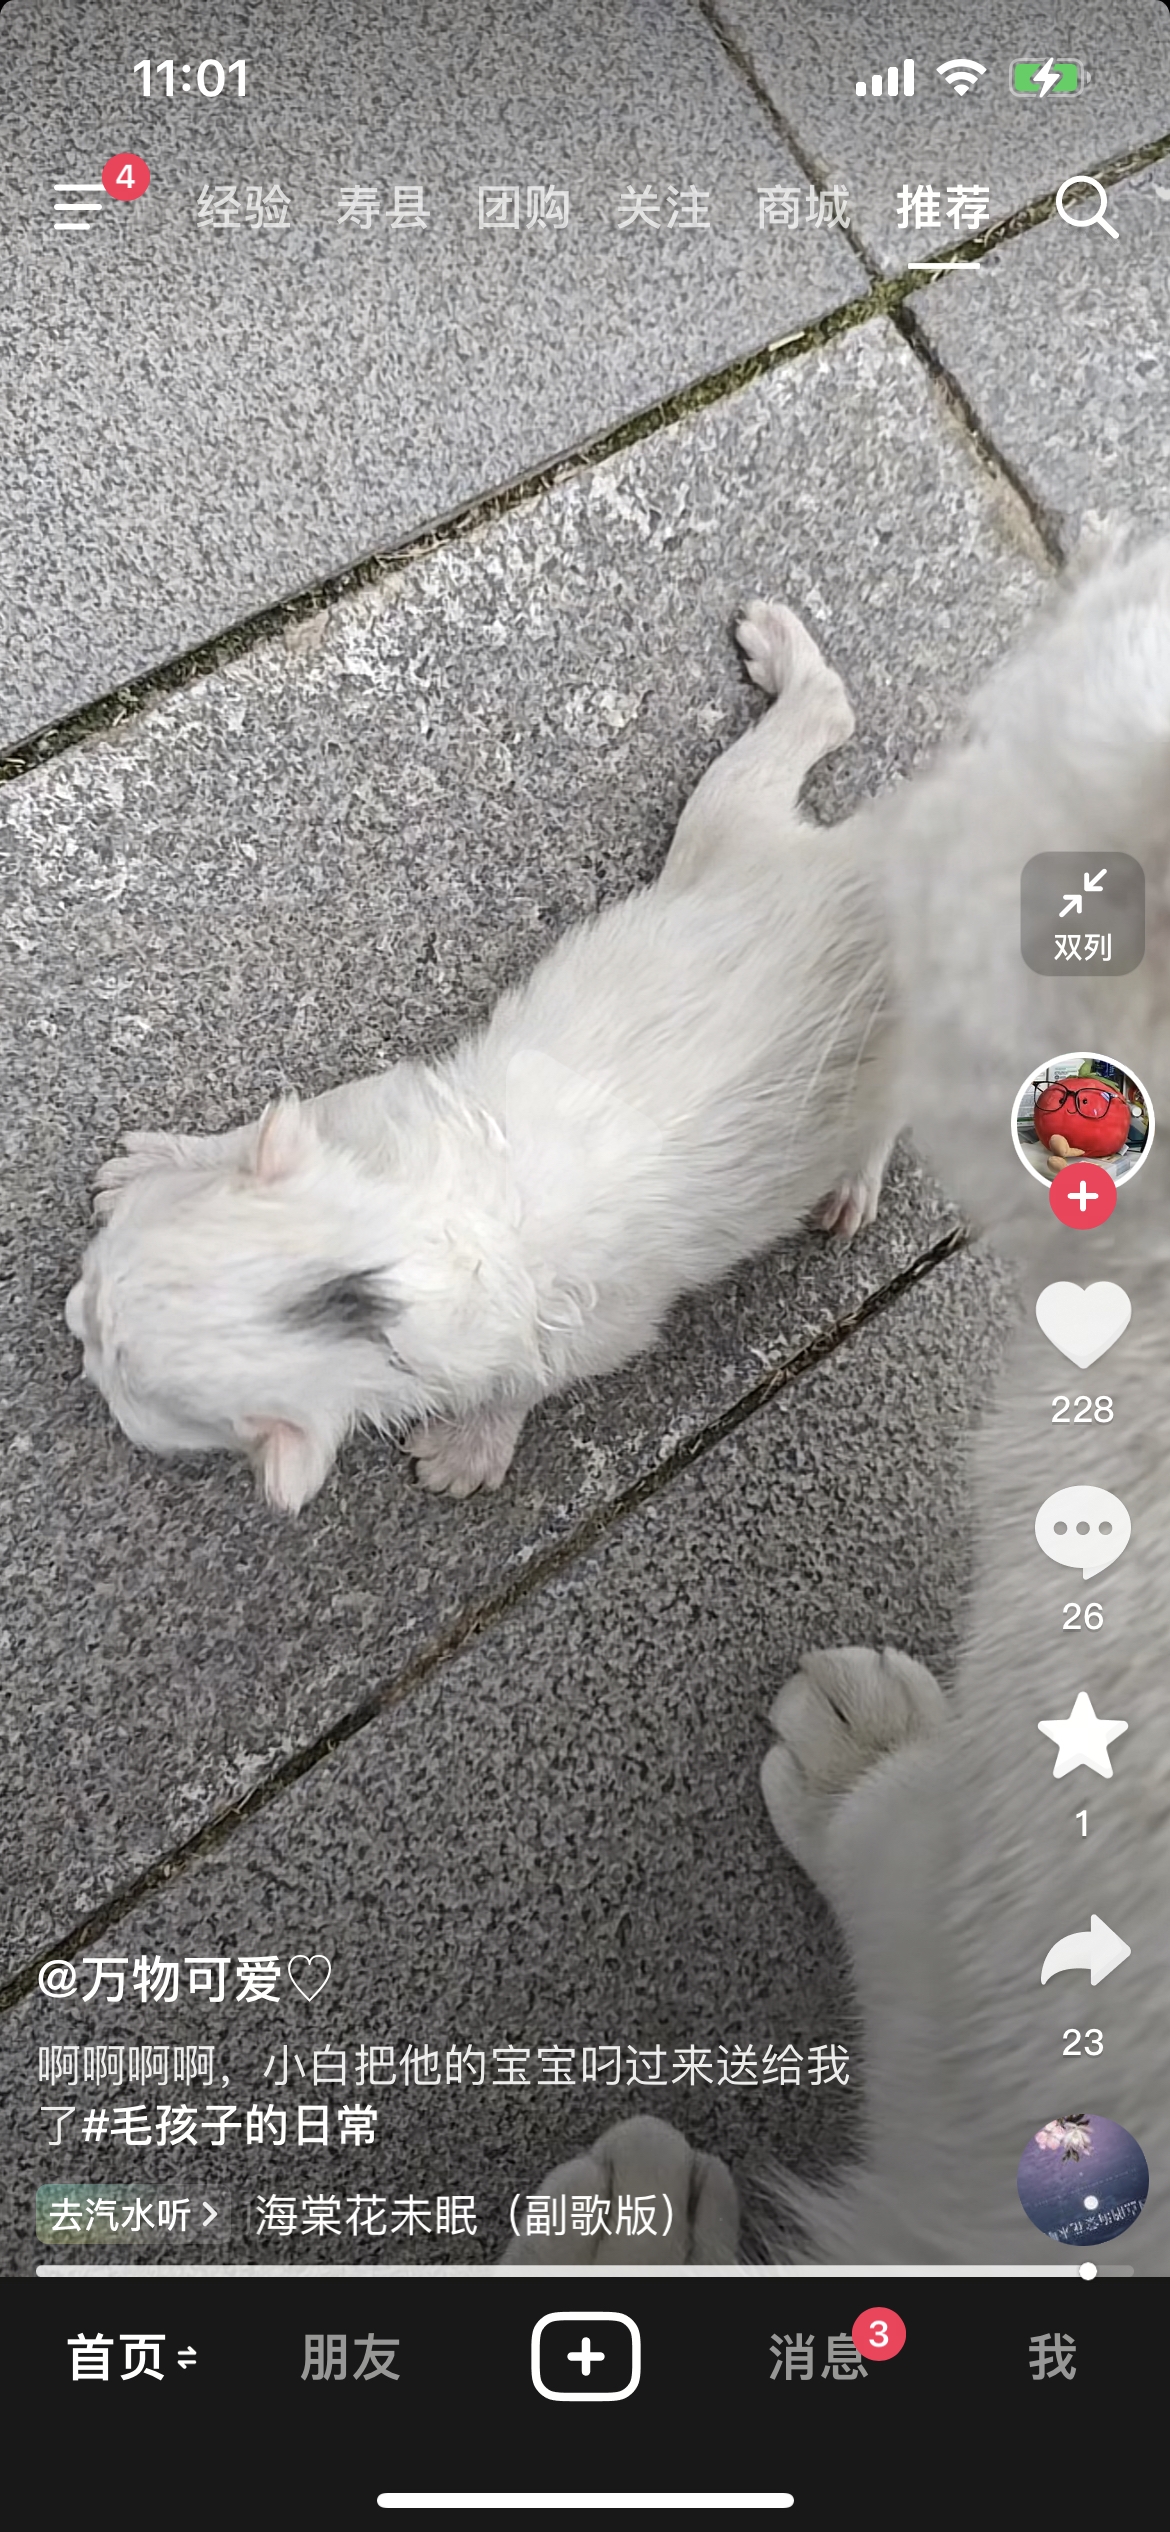 11:01
4
经验 寿县 团购 关注 商城 推荐
双列
228
26
1
23
@万物可爱♡
啊啊啊啊，小白把他的宝宝叼过来送给我
了#毛孩子的日常
去汽水听 > 海棠花未眠（副歌版）
首页 朋友 消息 3 我